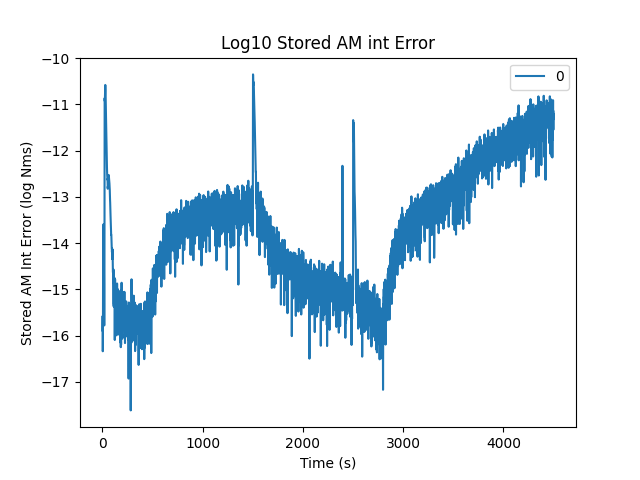 Log10 Stored AM int Error
0
Stored AM Int Error (log Nms)
−10
−11
−12
−13
−14
−15
−16
−17
0 1000 2000 3000 4000
Time (s)